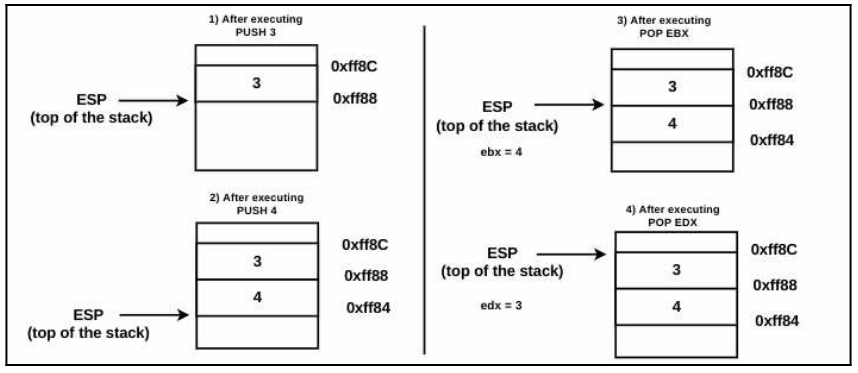 1) After executing
PUSH 3
0xff8C
3
0xff88
ESP
(top of the stack)
2) After executing
PUSH 4
0xff8C
3
0xff88
4
0xff84
ESP
(top of the stack)
3) After executing
POP EBX
0xff8C
3
0xff88
ESP
(top of the stack)
4
0xff84
ebx = 4
4) After executing
POP EDX
0xff8C
ESP
(top of the stack)
3
0xff88
edx = 3
4
0xff84